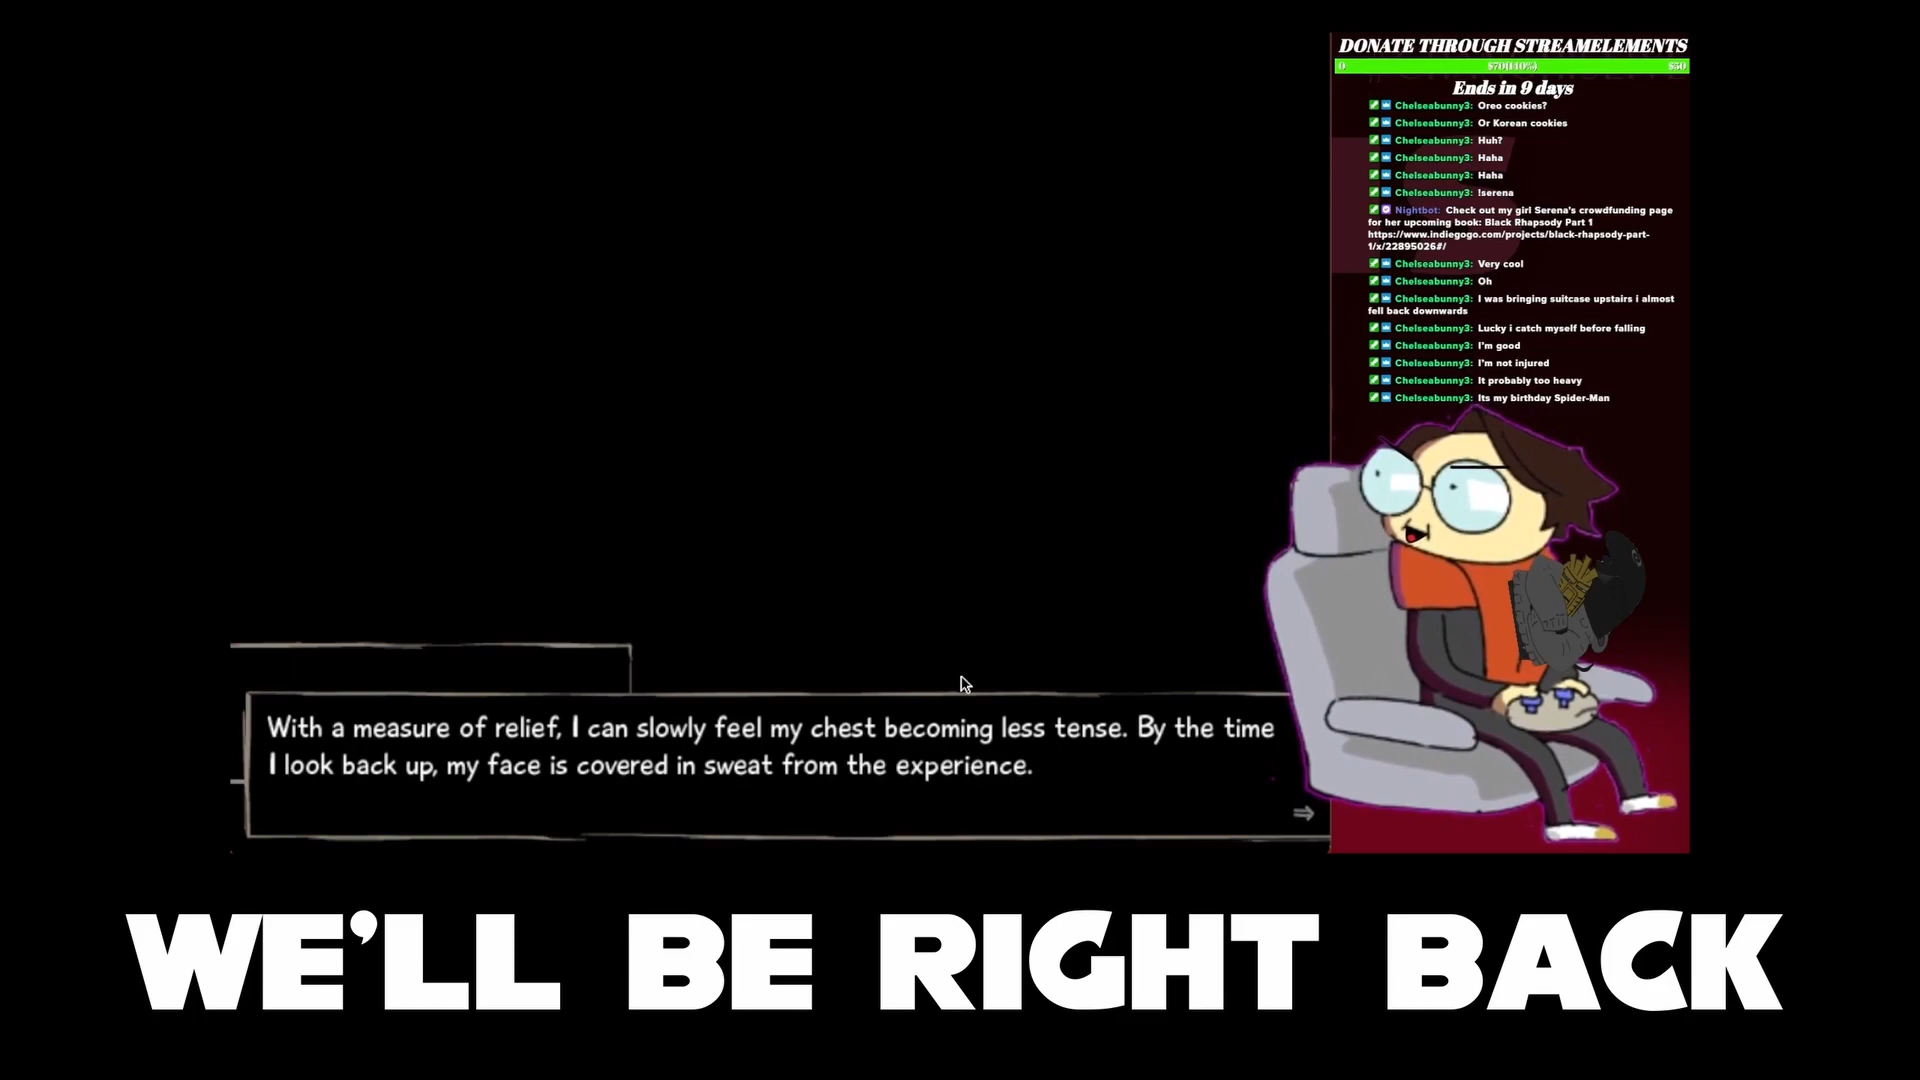 DONATE THROUGH STREAMELEMENTS
0 $70(140%) $50
Ends in 9 days
Chelseabunny3: Oreo cookies?
Chelseabunny3: Or Korean cookies
Chelseabunny3: Huh?
Chelseabunny3: Haha
Chelseabunny3: Haha
Chelseabunny3: !serena
Nightbot: Check out my girl Serena's crowdfunding page
for her upcoming book: Black Rhapsody Part 1
https://www.indiegogo.com/projects/black-rhapsody-part-
1/x/22895026#/
Chelseabunny3: Very cool
Chelseabunny3: Oh
Chelseabunny3: I was bringing suitcase upstairs i almost
fell back downwards
Chelseabunny3: Lucky i catch myself before falling
Chelseabunny3: I'm good
Chelseabunny3: I'm not injured
Chelseabunny3: It probably too heavy
Chelseabunny3: Its my birthday Spider-Man
With a measure of relief, I can slowly feel my chest becoming less tense. By the time
I look back up, my face is covered in sweat from the experience.
WE'LL BE RIGHT BACK